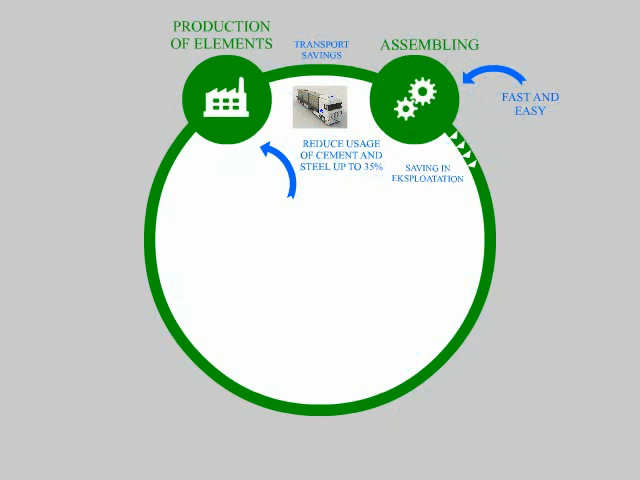 PRODUCTION
OF ELEMENTS
TRANSPORT
SAVINGS
ASSEMBLING
FAST AND
EASY
REDUCE USAGE
OF CEMENT AND
STEEL UP TO 35%
SAVING IN
EKSPLOATATION